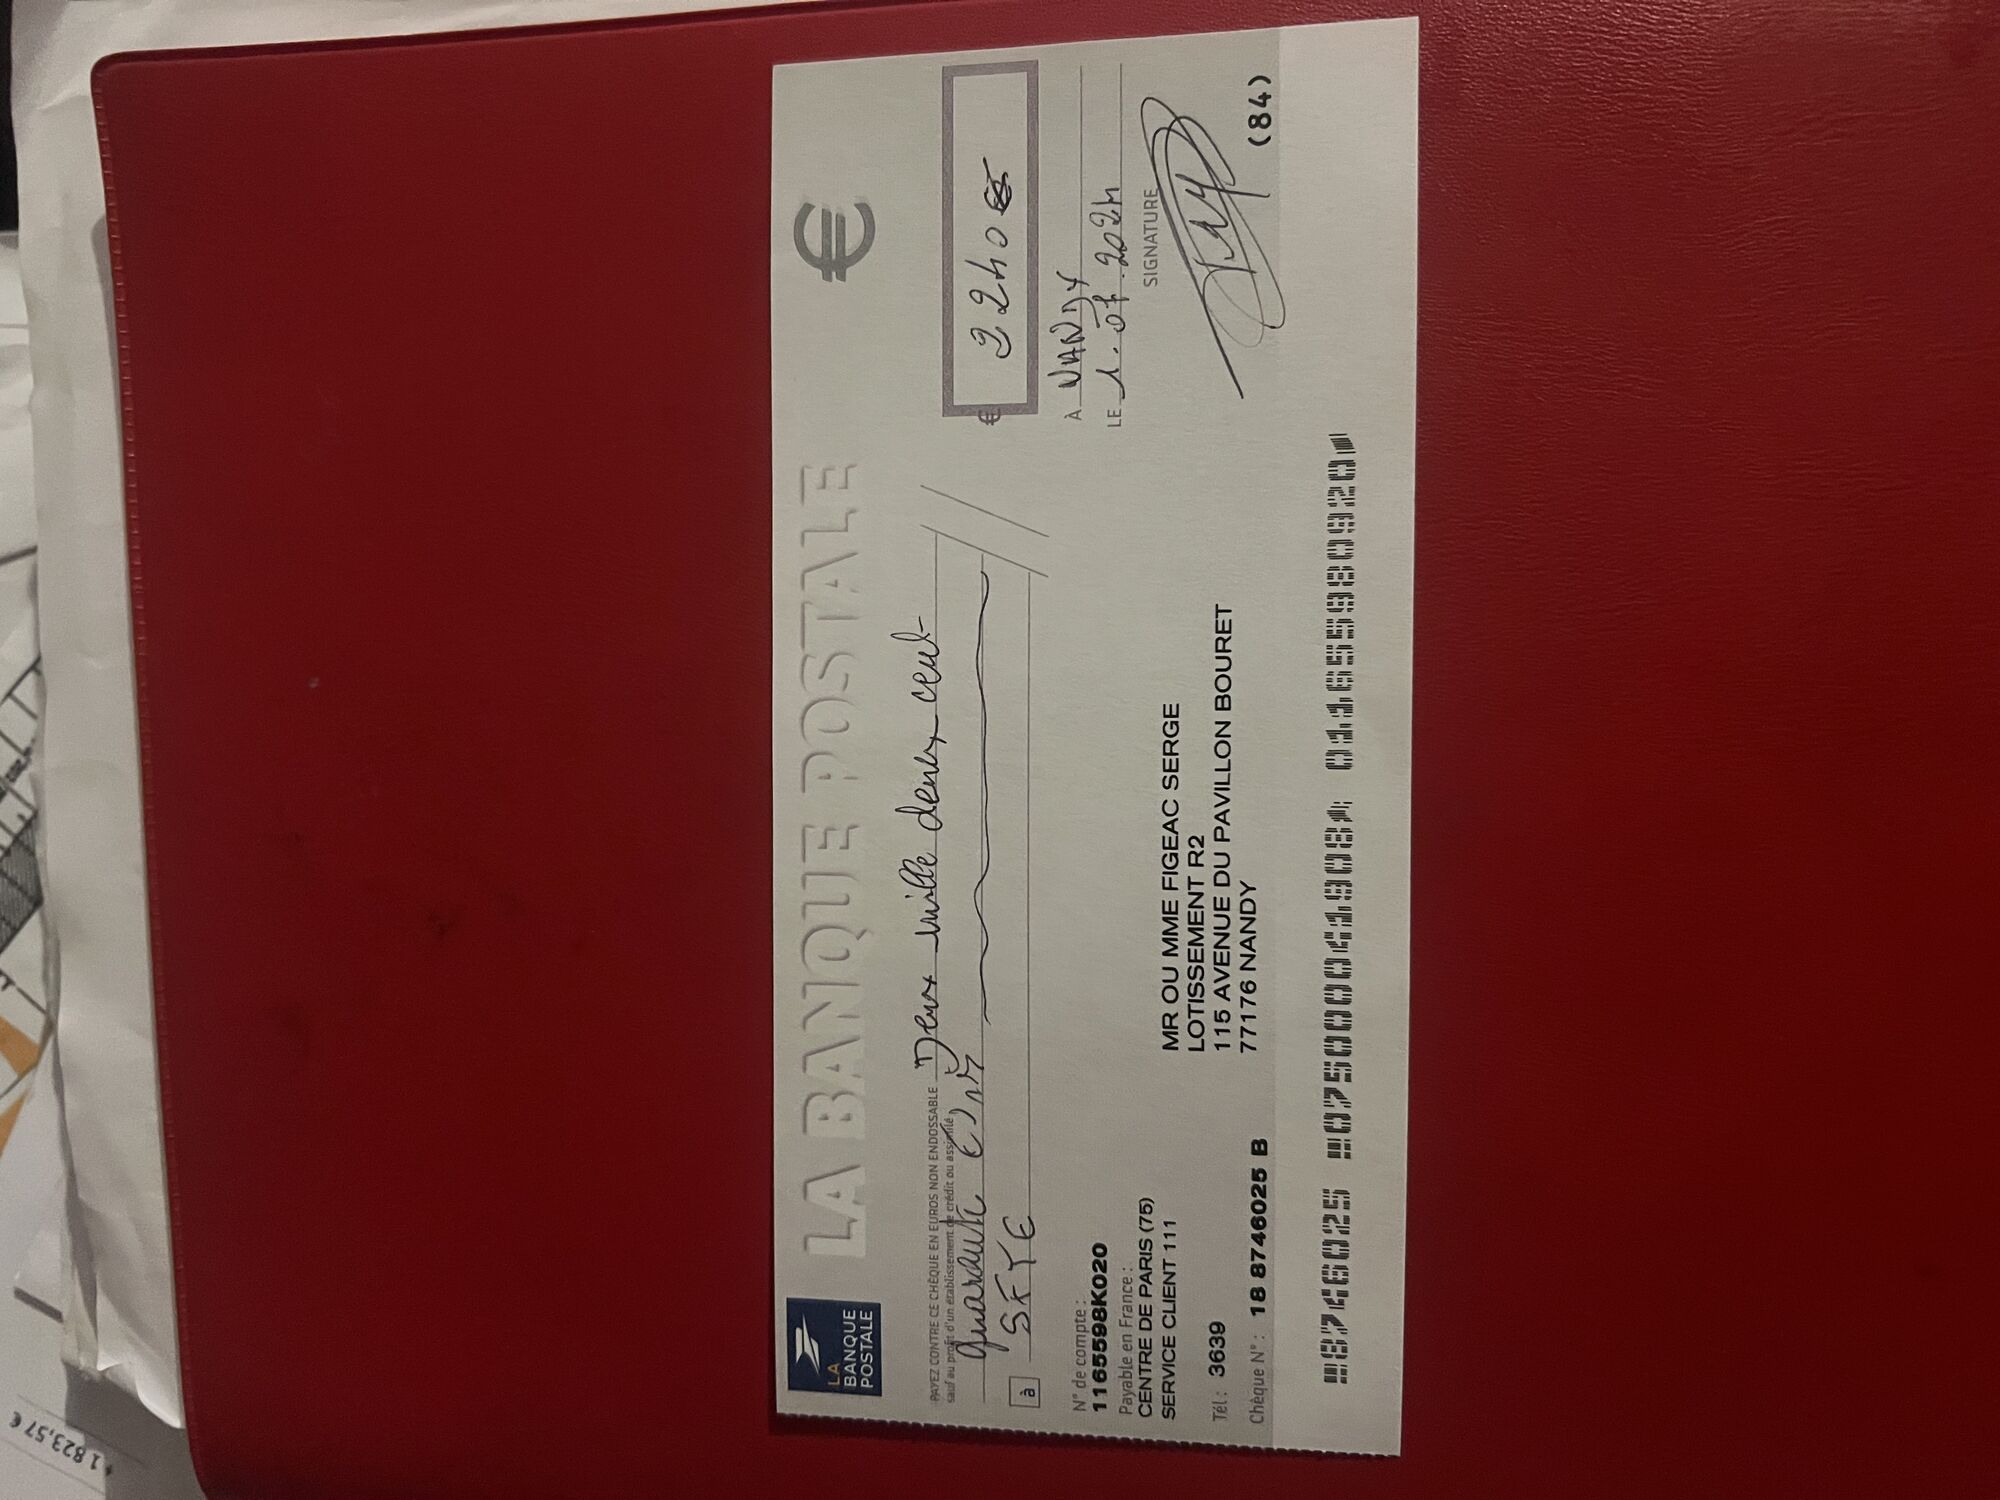 LA
BANQUE
POSTALE
LA BANQUE POSTALE
€
PAYEZ CONTRE CE CHÈQUE EN EUROS NON ENDOSSABLE Deux mille deux cent
sauf au profit d'un établissement de crédit ou assimilé
quarante
€ 2240 €
à SEYE
À NANDY
LE 1.07.2024
SIGNATURE
N° de compte :
1165598K020
Payable en France :
CENTRE DE PARIS (75)
SERVICE CLIENT 111
Tél : 3639
Chèque N° : 18 8746025 B
MR OU MME FIGEAC SERGE
LOTISSEMENT R2
115 AVENUE DU PAVILLON BOURET
77176 NANDY
(84)
8746025 075000041908 011655980920
1 823,57 €